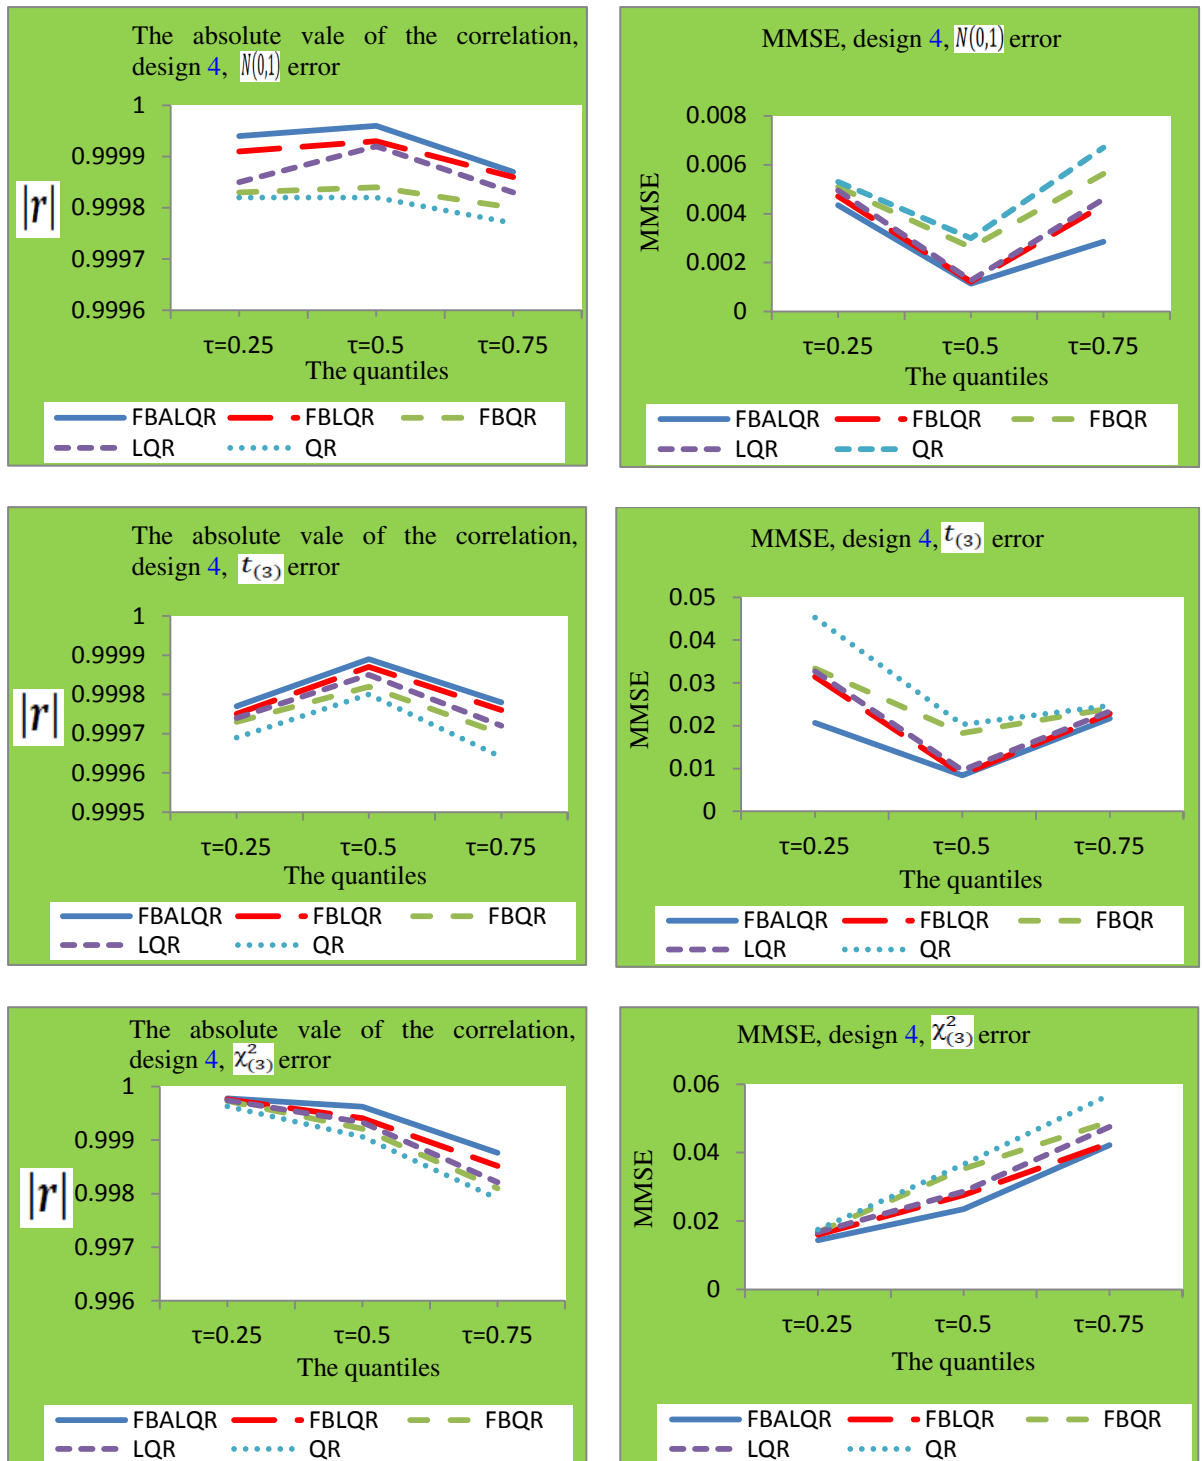 The absolute vale of the correlation,
design 4, N(0,1) error
1
0.9999
0.9998
0.9997
0.9996
|r|
τ=0.25 τ=0.5 τ=0.75
The quantiles
FBALQR FBLQR FBQR
LQR QR
MMSE, design 4, N(0,1) error
0.008
0.006
0.004
0.002
0
MMSE
τ=0.25 τ=0.5 τ=0.75
The quantiles
FBALQR FBLQR FBQR
LQR QR
The absolute vale of the correlation,
design 4, t(3) error
1
0.9999
0.9998
0.9997
0.9996
0.9995
|r|
τ=0.25 τ=0.5 τ=0.75
The quantiles
FBALQR FBLQR FBQR
LQR QR
MMSE, design 4, t(3) error
0.05
0.04
0.03
0.02
0.01
0
MMSE
τ=0.25 τ=0.5 τ=0.75
The quantiles
FBALQR FBLQR FBQR
LQR QR
The absolute vale of the correlation,
design 4, χ²(3) error
1
0.999
0.998
0.997
0.996
|r|
τ=0.25 τ=0.5 τ=0.75
The quantiles
FBALQR FBLQR FBQR
LQR QR
MMSE, design 4, χ²(3) error
0.06
0.04
0.02
0
MMSE
τ=0.25 τ=0.5 τ=0.75
The quantiles
FBALQR FBLQR FBQR
LQR QR